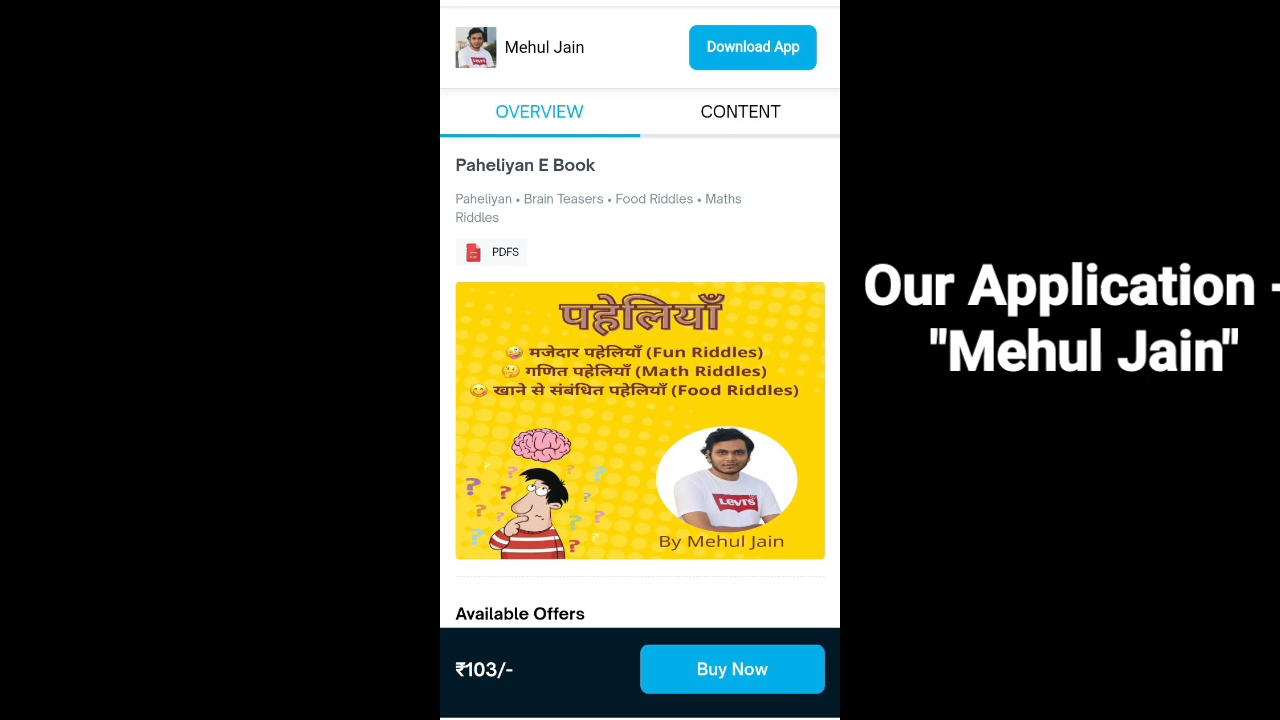 Mehul Jain
Download App
OVERVIEW
CONTENT
Paheliyan E Book
Paheliyan • Brain Teasers • Food Riddles • Maths
Riddles
PDFS
पहेलियाँ
मजेदार पहेलियाँ (Fun Riddles)
गणित पहेलियाँ (Math Riddles)
खाने से संबंधित पहेलियाँ (Food Riddles)
Levi's
By Mehul Jain
Available Offers
₹103/-
Buy Now
Our Application -
"Mehul Jain"